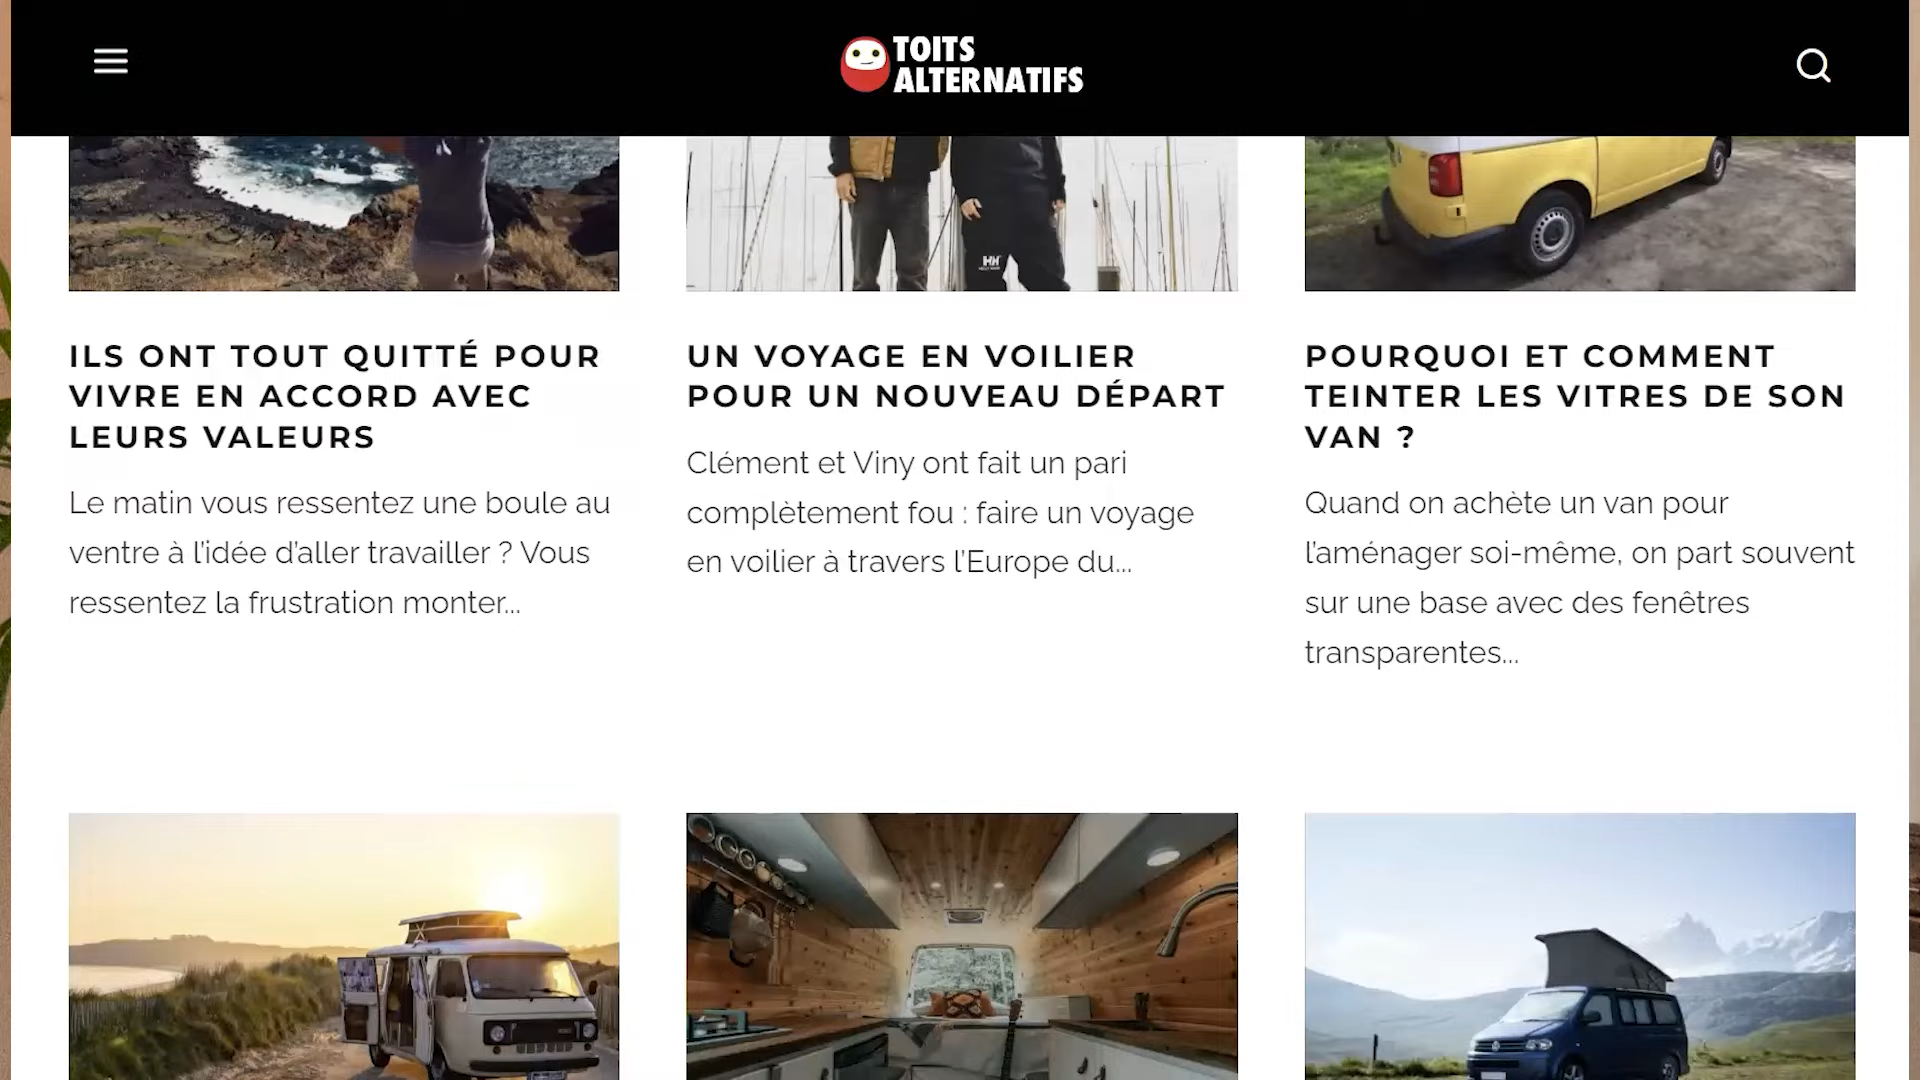 TOITS
ALTERNATIFS
HH
ILS ONT TOUT QUITTÉ POUR
VIVRE EN ACCORD AVEC
LEURS VALEURS
Le matin vous ressentez une boule au
ventre à l'idée d'aller travailler ? Vous
ressentez la frustration monter...
UN VOYAGE EN VOILIER
POUR UN NOUVEAU DÉPART
Clément et Viny ont fait un pari
complètement fou : faire un voyage
en voilier à travers l'Europe du...
POURQUOI ET COMMENT
TEINTER LES VITRES DE SON
VAN ?
Quand on achète un van pour
l'aménager soi-même, on part souvent
sur une base avec des fenêtres
transparentes...